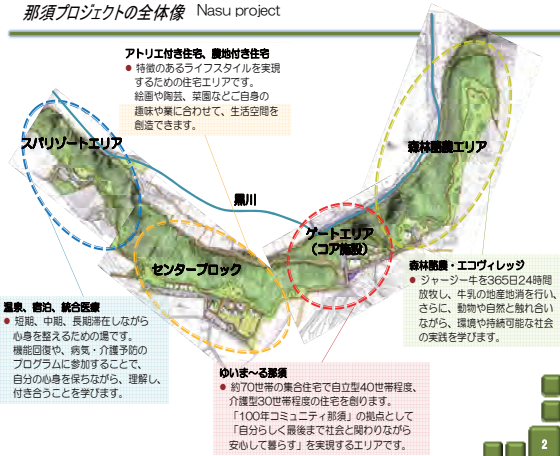 那須プロジェクトの全体像 Nasu project
アトリエ付き住宅、農地付き住宅
● 特徴のあるライフスタイルを実現
するための住宅エリアです。
絵画や陶芸、菜園などご自身の
趣味や業に合わせて、生活空間を
創造できます。
スパリゾートエリア
森林酪農エリア
黒川
ゲートエリア
（コア施設）
センターブロック
森林酪農・エコヴィレッジ
● ジャージー牛を365日24時間
放牧し、牛乳の地産地消を行い、
さらに、動物や自然と触れ合い
ながら、環境や持続可能な社会
の実践を学びます。
温泉、宿泊、統合医療
● 短期、中期、長期滞在しながら
心身を整えるための場です。
機能回復や、病気・介護予防の
プログラムに参加することで、
自分の心身を保ちながら、理解し、
付き合うことを学びます。
ゆいま～る那須
● 約70世帯の集合住宅で自立型40世帯程度、
介護型30世帯程度の住宅を創ります。
「100年コミュニティ那須」の拠点として
「自分らしく最後まで社会と関わりながら
安心して暮らす」を実現するエリアです。
2